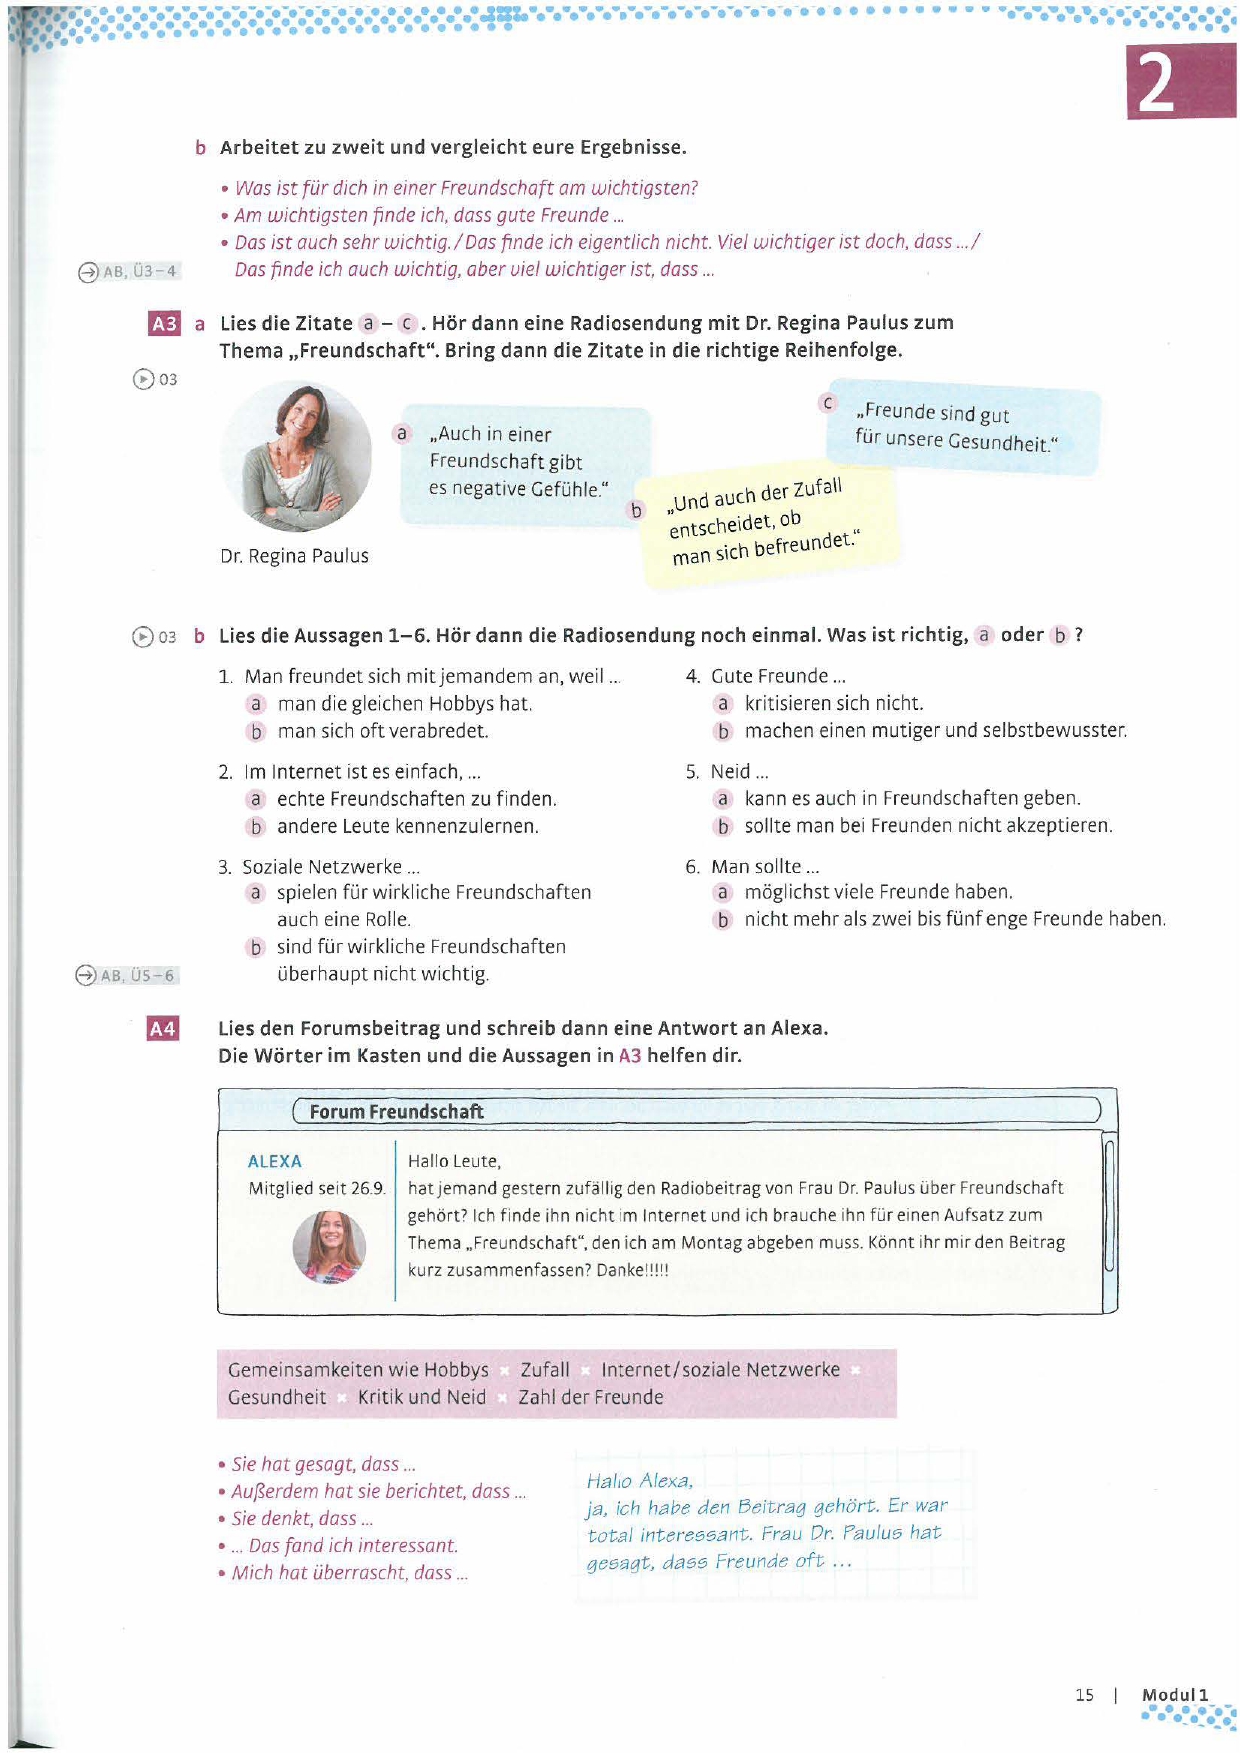 2
b Arbeitet zu zweit und vergleicht eure Ergebnisse.
• Was ist für dich in einer Freundschaft am wichtigsten?
• Am wichtigsten finde ich, dass gute Freunde ...
• Das ist auch sehr wichtig. / Das finde ich eigentlich nicht. Viel wichtiger ist doch, dass ... /
AB, Ü3–4
Das finde ich auch wichtig, aber viel wichtiger ist, dass ...
A3 a Lies die Zitate a – c. Hör dann eine Radiosendung mit Dr. Regina Paulus zum
Thema „Freundschaft“. Bring dann die Zitate in die richtige Reihenfolge.
03
a „Auch in einer
Freundschaft gibt
es negative Gefühle.“
b „Und auch der Zufall
entscheidet, ob
man sich befreundet.“
c „Freunde sind gut
für unsere Gesundheit.“
Dr. Regina Paulus
03 b Lies die Aussagen 1–6. Hör dann die Radiosendung noch einmal. Was ist richtig, a oder b ?
1. Man freundet sich mit jemandem an, weil ...
a man die gleichen Hobbys hat.
b man sich oft verabredet.
2. Im Internet ist es einfach, ...
a echte Freundschaften zu finden.
b andere Leute kennenzulernen.
3. Soziale Netzwerke ...
a spielen für wirkliche Freundschaften
auch eine Rolle.
b sind für wirkliche Freundschaften
überhaupt nicht wichtig.
4. Gute Freunde ...
a kritisieren sich nicht.
b machen einen mutiger und selbstbewusster.
5. Neid ...
a kann es auch in Freundschaften geben.
b sollte man bei Freunden nicht akzeptieren.
6. Man sollte ...
a möglichst viele Freunde haben.
b nicht mehr als zwei bis fünf enge Freunde haben.
AB, Ü5–6
A4 Lies den Forumsbeitrag und schreib dann eine Antwort an Alexa.
Die Wörter im Kasten und die Aussagen in A3 helfen dir.
Forum Freundschaft
ALEXA
Mitglied seit 26.9.
Hallo Leute,
hat jemand gestern zufällig den Radiobeitrag von Frau Dr. Paulus über Freundschaft
gehört? Ich finde ihn nicht im Internet und ich brauche ihn für einen Aufsatz zum
Thema „Freundschaft“, den ich am Montag abgeben muss. Könnt ihr mir den Beitrag
kurz zusammenfassen? Danke!!!!!
Gemeinsamkeiten wie Hobbys × Zufall × Internet/soziale Netzwerke ×
Gesundheit × Kritik und Neid × Zahl der Freunde
• Sie hat gesagt, dass ...
• Außerdem hat sie berichtet, dass ...
• Sie denkt, dass ...
• ... Das fand ich interessant.
• Mich hat überrascht, dass ...
Hallo Alexa,
ja, ich habe den Beitrag gehört. Er war
total interessant. Frau Dr. Paulus hat
gesagt, dass Freunde oft ...
15 | Modul 1